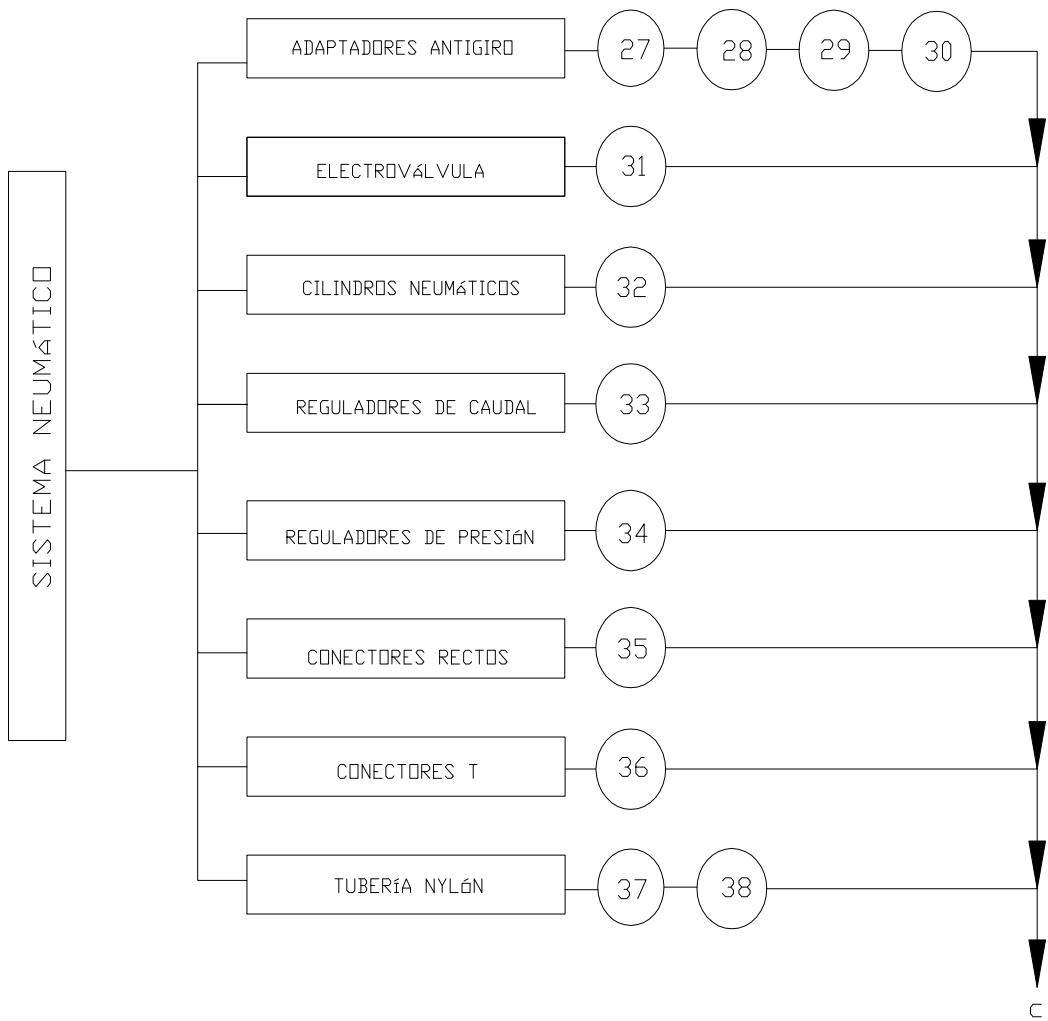 ADAPTADORES ANTIGIRO
27
28
29
30
ELECTROVáLVULA
31
CILINDROS NEUMáTICOS
32
REGULADORES DE CAUDAL
33
SISTEMA NEUMáTICO
REGULADORES DE PRESIóN
34
CONECTORES RECTOS
35
CONECTORES T
36
TUBERíA NYLóN
37
38
C